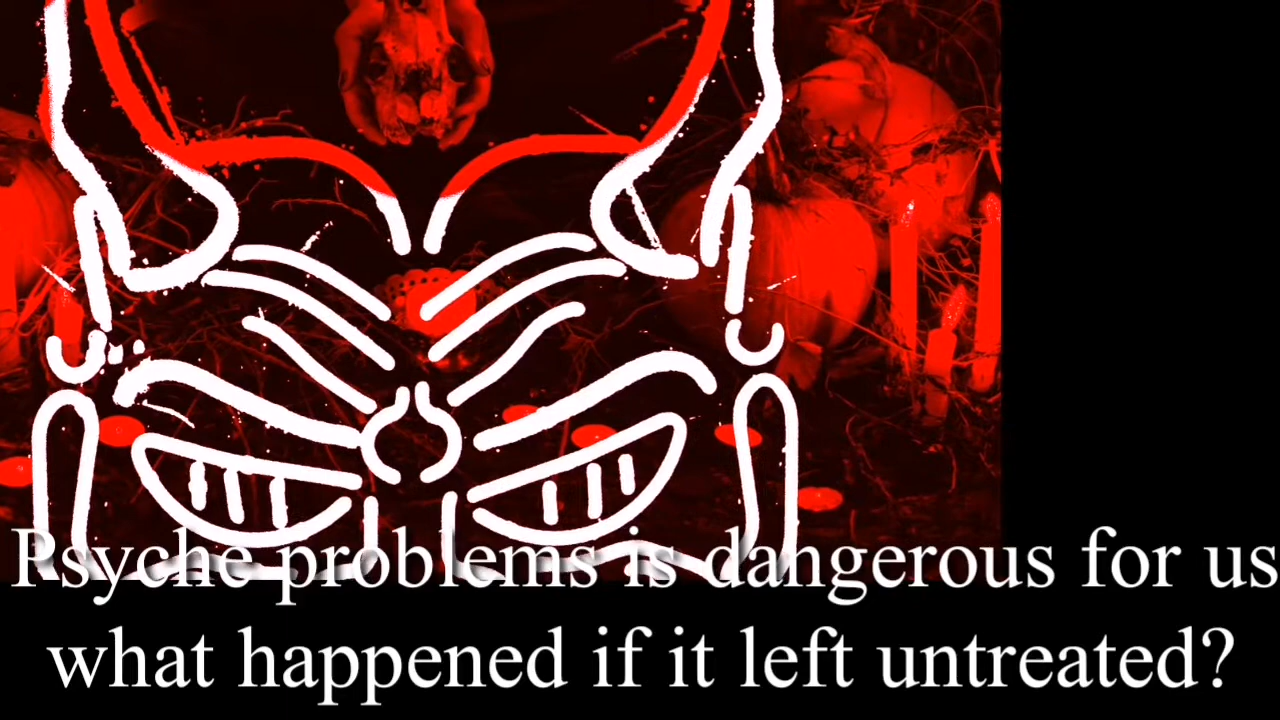 Psyche problems is dangerous for us
what happened if it left untreated?